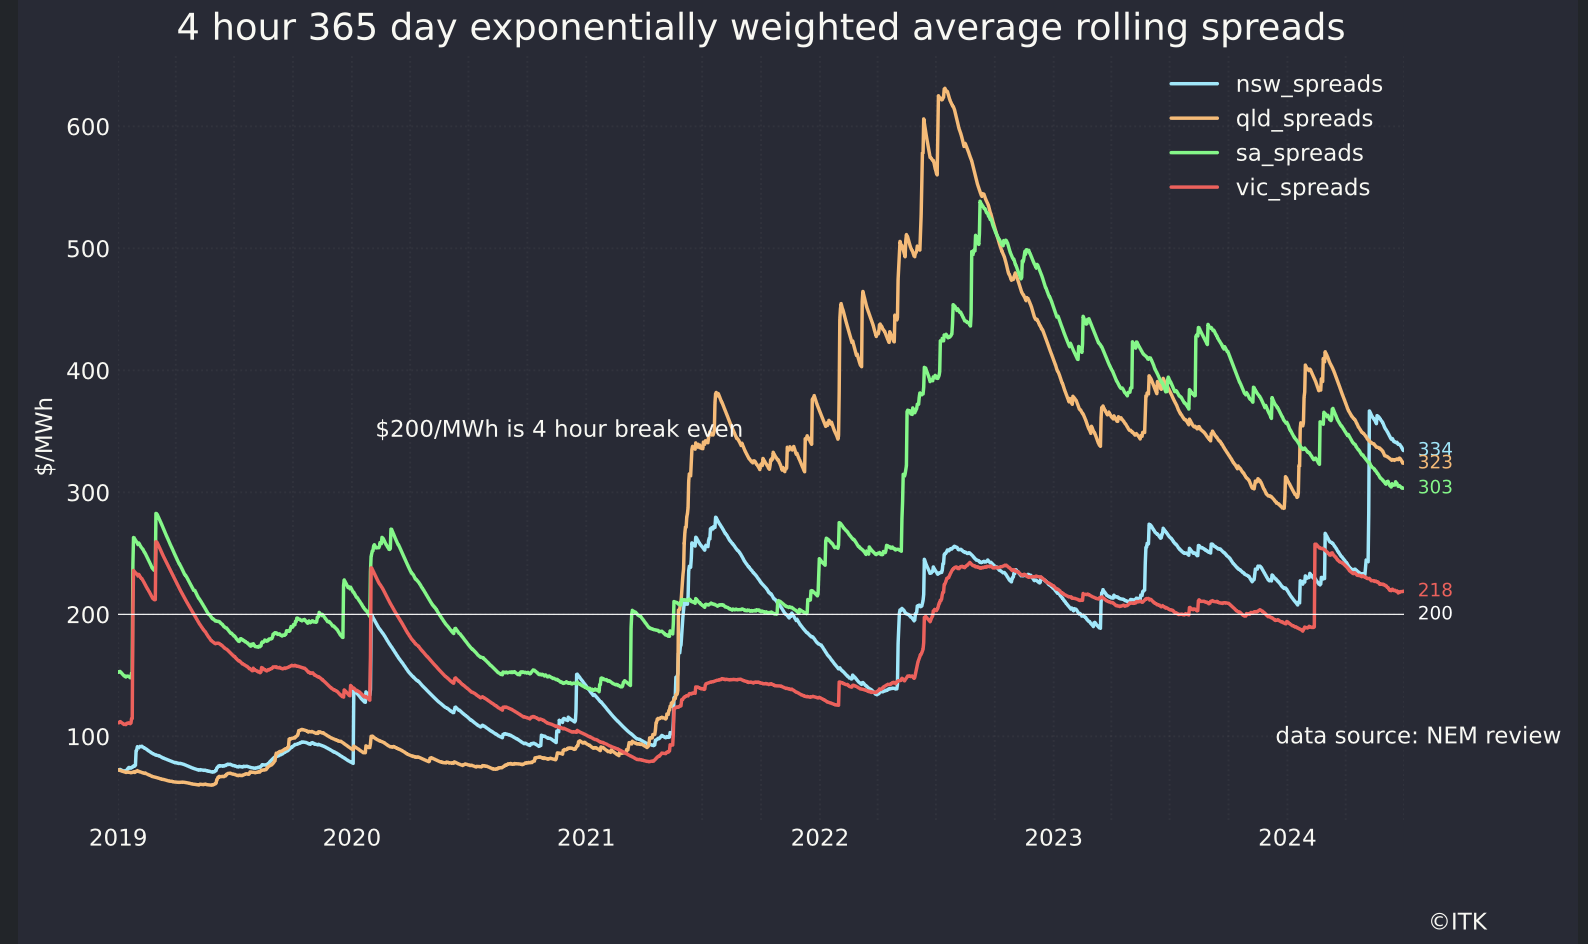 4 hour 365 day exponentially weighted average rolling spreads
nsw_spreads
qld_spreads
sa_spreads
vic_spreads
600
500
400
300
200
100
$/MWh
$200/MWh is 4 hour break even
334
323
303
218
200
data source: NEM review
2019
2020
2021
2022
2023
2024
©ITK